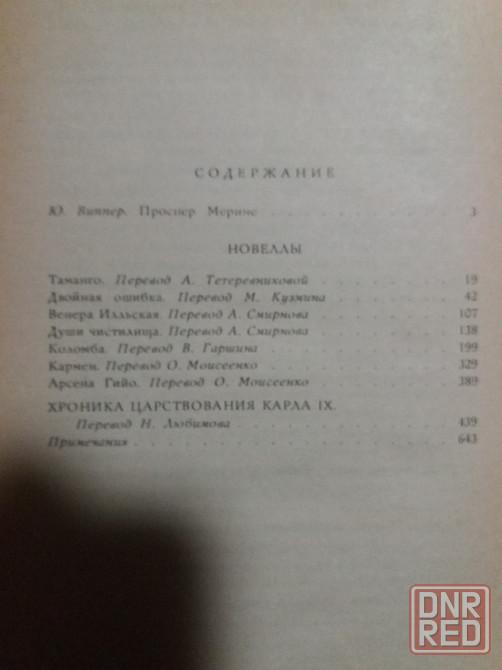 СОДЕРЖАНИЕ
Ю. Виппер. Проспер Мериме . . . . . . . . . . . . 3
НОВЕЛЛЫ
Таманго. Перевод А. Тетеревниковой . . . . . . . . 19
Двойная ошибка. Перевод М. Кузмина . . . . . . . . 42
Венера Илльская. Перевод А. Смирнова . . . . . . . . 107
Души чистилища. Перевод А. Смирнова . . . . . . . . 138
Коломба. Перевод В. Гаршина . . . . . . . . . . . . 199
Кармен. Перевод О. Моисеенко . . . . . . . . . . . . 329
Арсена Гийо. Перевод О. Моисеенко . . . . . . . . 389
ХРОНИКА ЦАРСТВОВАНИЯ КАРЛА IX.
Перевод Н. Любимова . . . . . . . . . . . . 439
Примечания . . . . . . . . . . . . . . . . 643
DNR
RED